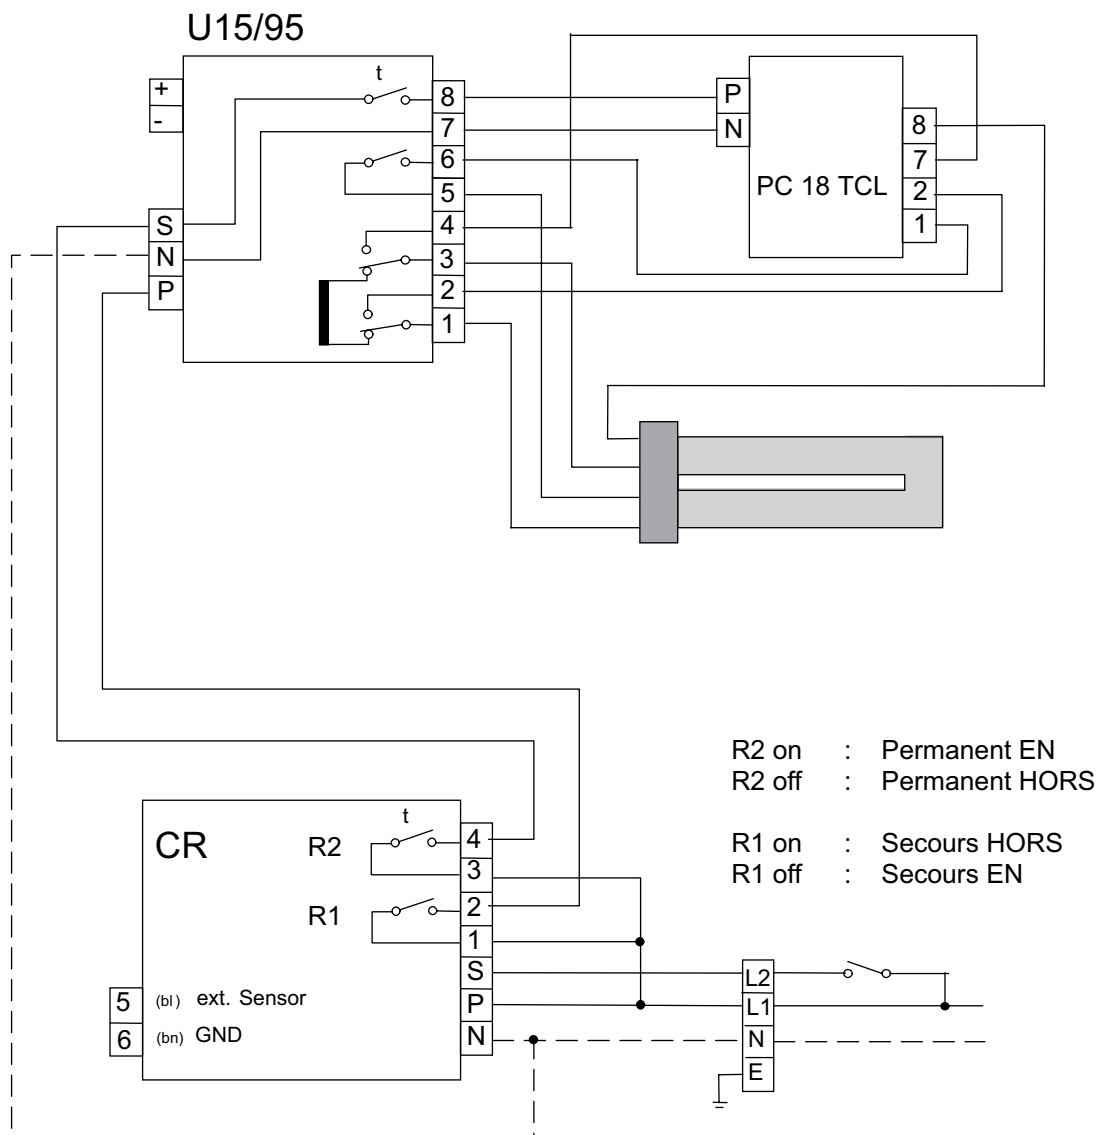 U15/95
t
+
-
S
N
P
8
7
6
5
4
3
2
1
P
N
PC 18 TCL
8
7
2
1
R2 on : Permanent EN
R2 off : Permanent HORS
R1 on : Secours HORS
R1 off : Secours EN
CR
t
R2
R1
4
3
2
1
S
P
N
5 (bl) ext. Sensor
6 (bn) GND
L2
L1
N
E